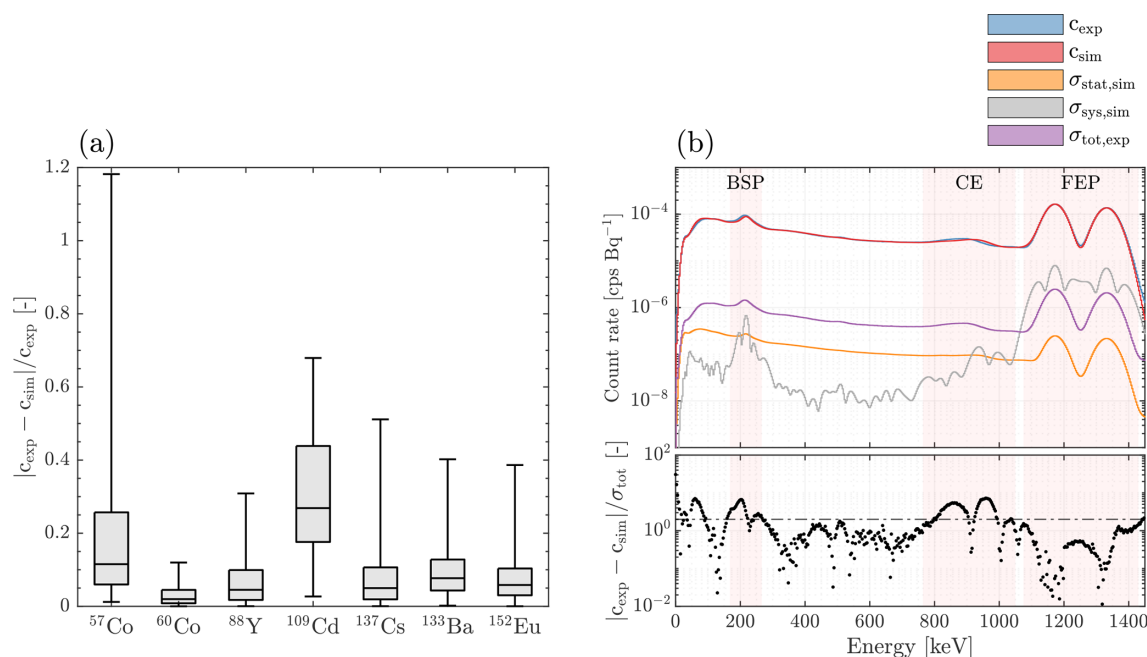 c_exp
c_sim
σ_stat,sim
σ_sys,sim
σ_tot,exp
(a)
1.2
1
0.8
0.6
0.4
0.2
0
|c_exp − c_sim|/c_exp [-]
⁵⁷Co ⁶⁰Co ⁸⁸Y ¹⁰⁹Cd ¹³⁷Cs ¹³³Ba ¹⁵²Eu
(b)
BSP CE FEP
10⁻⁴
10⁻⁶
10⁻⁸
Count rate [cps Bq⁻¹]
10²
10⁰
10⁻²
|c_exp − c_sim|/σ_tot [-]
0 200 400 600 800 1000 1200 1400
Energy [keV]